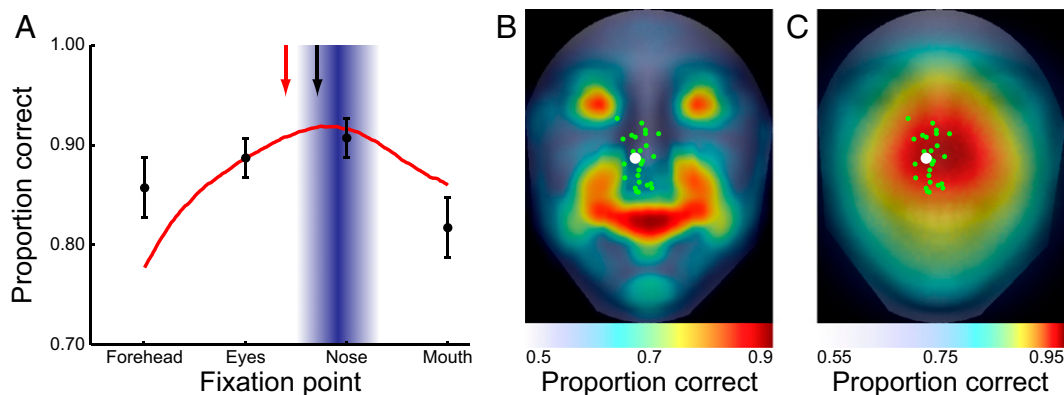 A
Proportion correct
1.00
0.90
0.80
0.70
Forehead Eyes Nose Mouth
Fixation point
B
0.5 0.7 0.9
Proportion correct
C
0.55 0.75 0.95
Proportion correct